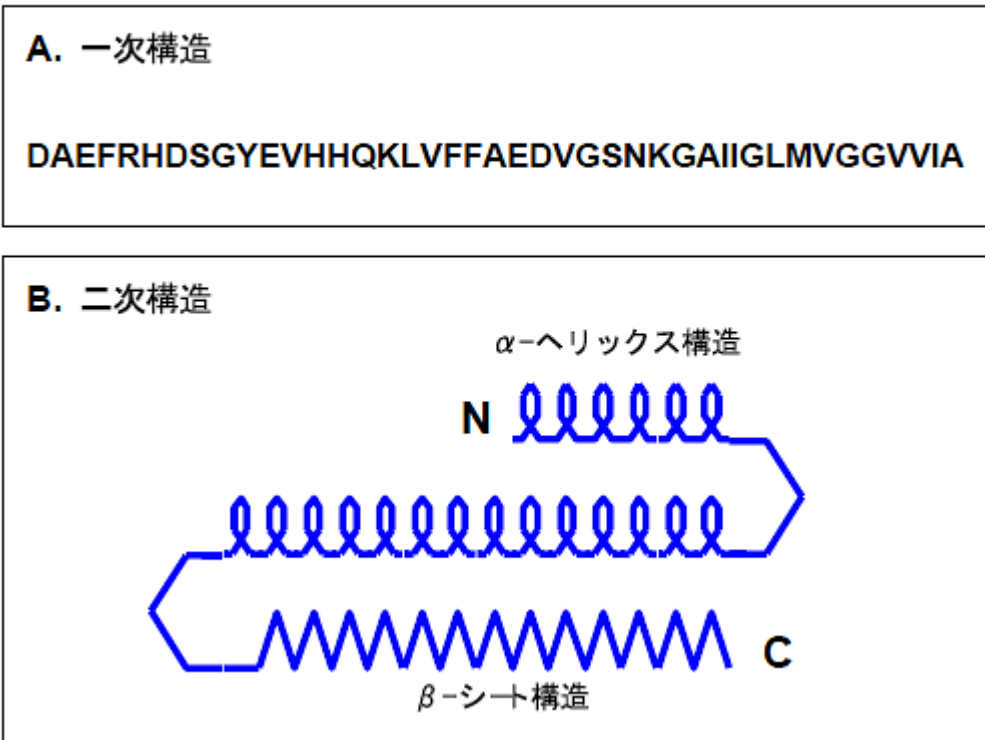 A. 一次構造
DAEFRHDSGYEVHHQKLVFFAEDVGSNKGAIIGLMVGGVVIA
B. 二次構造
α-ヘリックス構造
N
C
β-シート構造